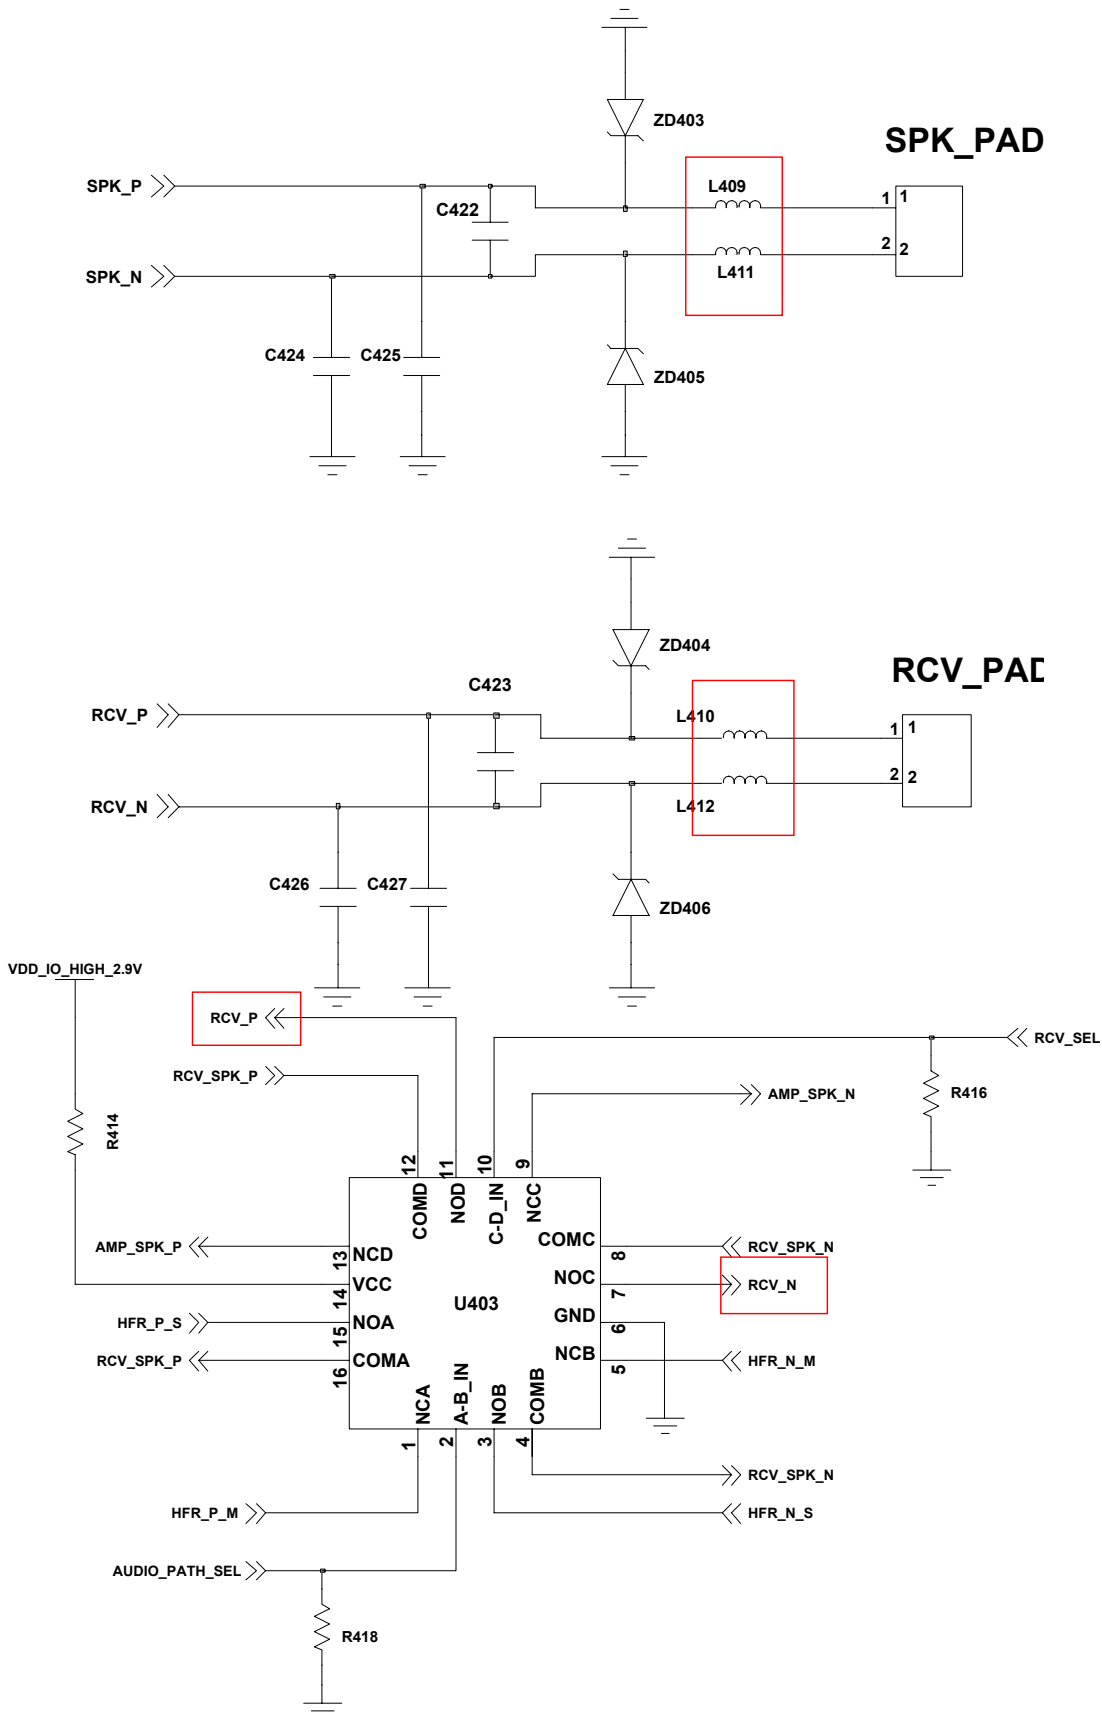 ZD403
SPK_PAD
SPK_P
C422
L409
1 1
SPK_N
L411
2 2
C424
C425
ZD405
ZD404
RCV_PAD
C423
RCV_P
L410
1 1
RCV_N
L412
2 2
C426
C427
ZD406
VDD_IO_HIGH_2.9V
RCV_P
RCV_SEL
RCV_SPK_P
AMP_SPK_N
R416
R414
12 11 10 9
COMD NOD C-D_IN NCC
AMP_SPK_P 13 NCD
COMC 8 RCV_SPK_N
VCC 14
NOC 7 RCV_N
U403
HFR_P_S 15 NOA
GND 6
RCV_SPK_P 16 COMA
NCB 5 HFR_N_M
NCA A-B_IN NOB COMB
1 2 3 4
RCV_SPK_N
HFR_P_M
HFR_N_S
AUDIO_PATH_SEL
R418